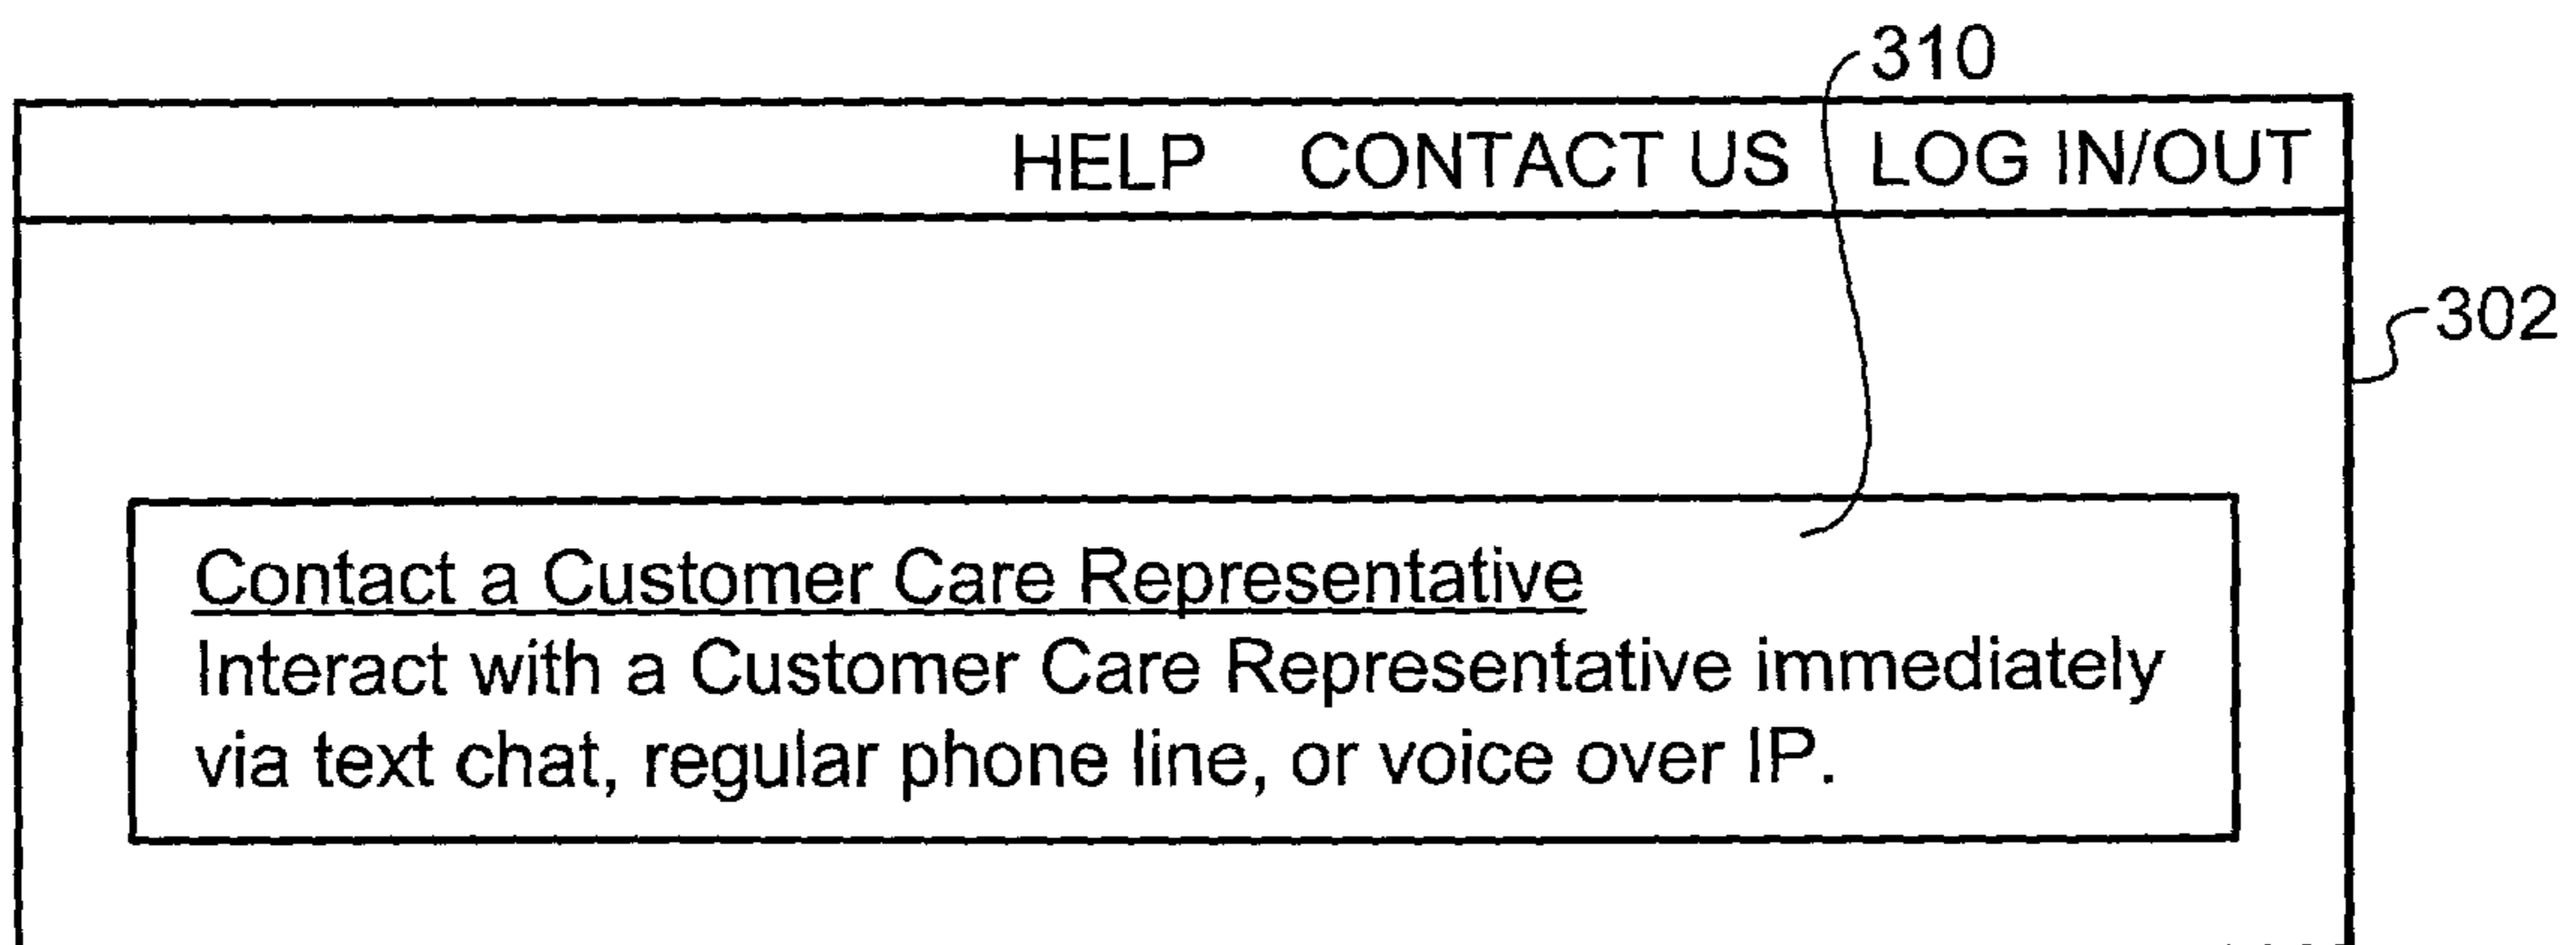 310
HELP CONTACT US LOG IN/OUT
302
Contact a Customer Care Representative
Interact with a Customer Care Representative immediately
via text chat, regular phone line, or voice over IP.